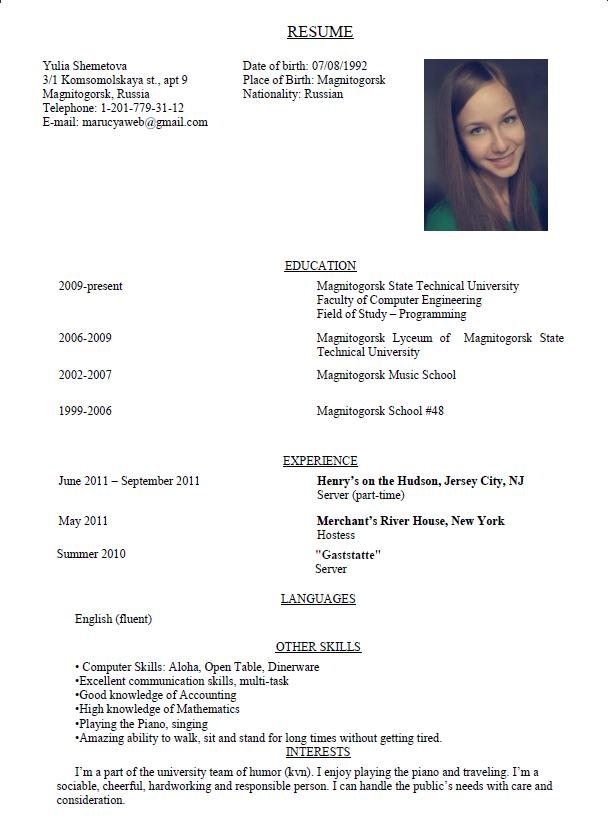 RESUME
Yulia Shemetova
3/1 Komsomolskaya st., apt 9
Magnitogorsk, Russia
Telephone: 1-201-779-31-12
E-mail: marucyaweb@gmail.com
Date of birth: 07/08/1992
Place of Birth: Magnitogorsk
Nationality: Russian
EDUCATION
2009-present
Magnitogorsk State Technical University
Faculty of Computer Engineering
Field of Study – Programming
2006-2009
Magnitogorsk Lyceum of Magnitogorsk State
Technical University
2002-2007
Magnitogorsk Music School
1999-2006
Magnitogorsk School #48
EXPERIENCE
June 2011 – September 2011
Henry’s on the Hudson, Jersey City, NJ
Server (part-time)
May 2011
Merchant’s River House, New York
Hostess
Summer 2010
"Gaststatte"
Server
LANGUAGES
English (fluent)
OTHER SKILLS
• Computer Skills: Aloha, Open Table, Dinerware
•Excellent communication skills, multi-task
•Good knowledge of Accounting
•High knowledge of Mathematics
•Playing the Piano, singing
•Amazing ability to walk, sit and stand for long times without getting tired.
INTERESTS
I’m a part of the university team of humor (kvn). I enjoy playing the piano and traveling. I’m a
sociable, cheerful, hardworking and responsible person. I can handle the public’s needs with care and
consideration.